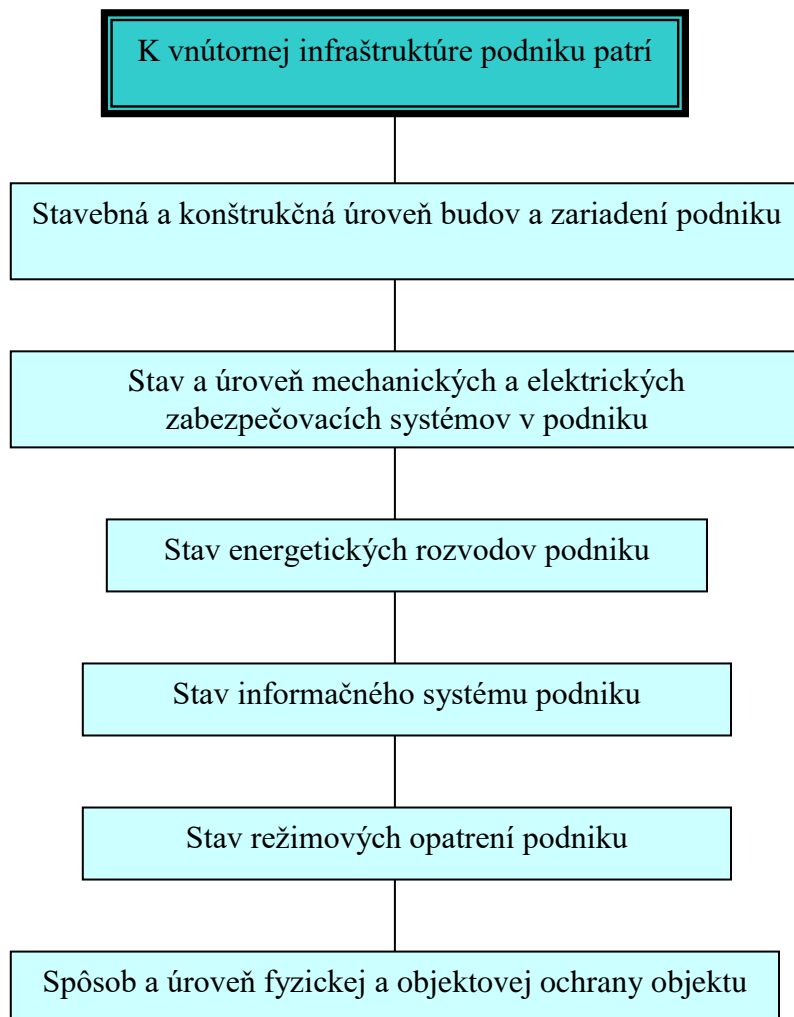 K vnútornej infraštruktúre podniku patrí
Stavebná a konštrukčná úroveň budov a zariadení podniku
Stav a úroveň mechanických a elektrických
zabezpečovacích systémov v podniku
Stav energetických rozvodov podniku
Stav informačného systému podniku
Stav režimových opatrení podniku
Spôsob a úroveň fyzickej a objektovej ochrany objektu